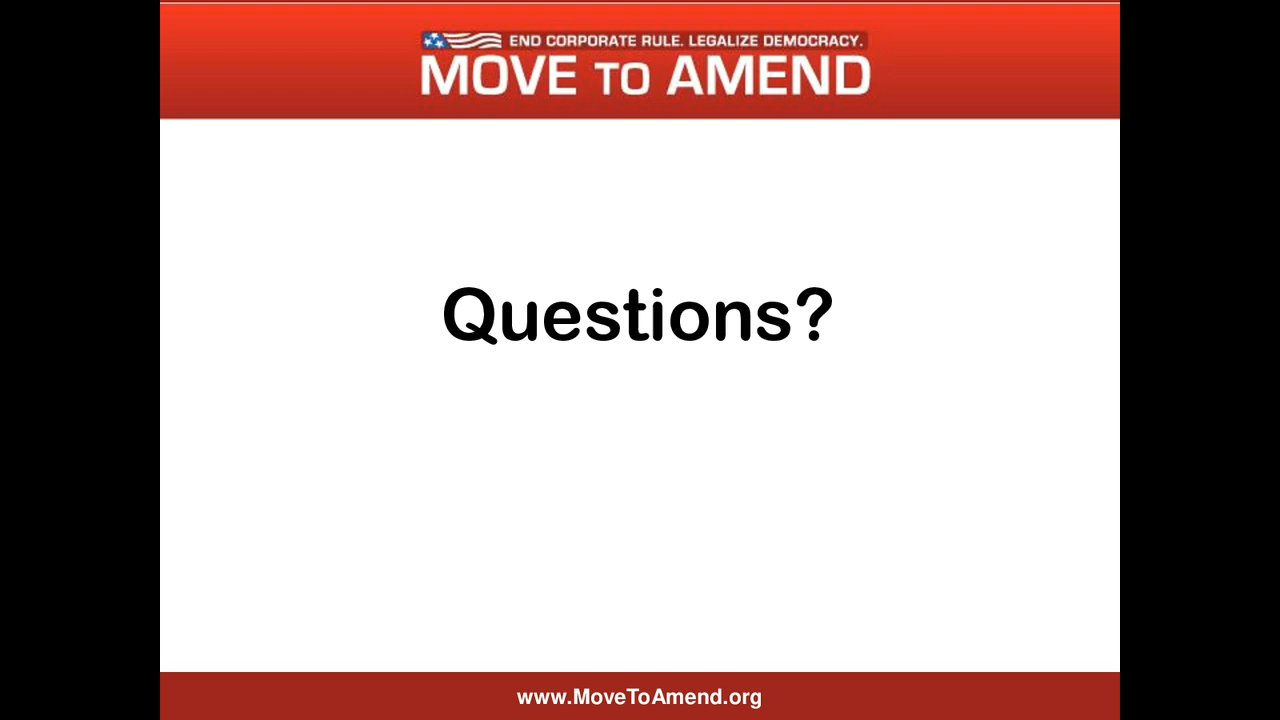 END CORPORATE RULE. LEGALIZE DEMOCRACY.
MOVE TO AMEND
Questions?
www.MoveToAmend.org